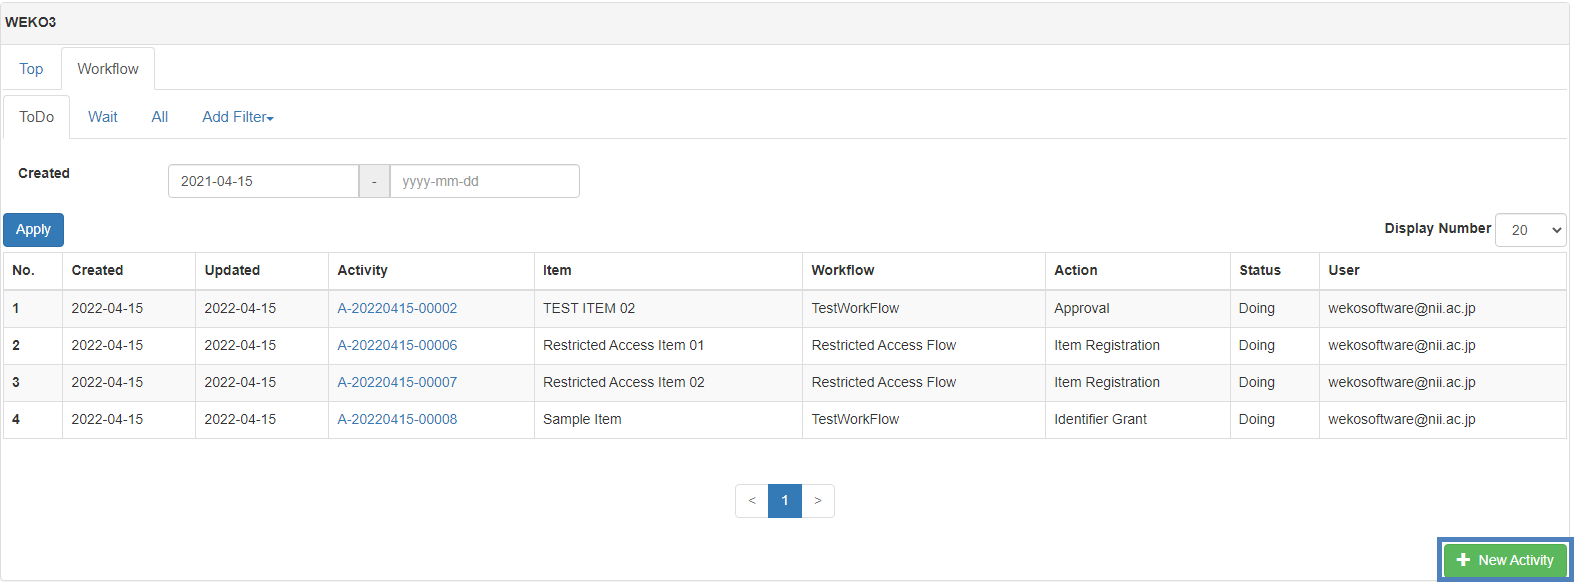 WEKO3
Top Workflow
ToDo Wait All Add Filter
Created 2021-04-15 - yyyy-mm-dd
Apply Display Number 20
No. Created Updated Activity Item Workflow Action Status User
1 2022-04-15 2022-04-15 A-20220415-00002 TEST ITEM 02 TestWorkFlow Approval Doing wekosoftware@nii.ac.jp
2 2022-04-15 2022-04-15 A-20220415-00006 Restricted Access Item 01 Restricted Access Flow Item Registration Doing wekosoftware@nii.ac.jp
3 2022-04-15 2022-04-15 A-20220415-00007 Restricted Access Item 02 Restricted Access Flow Item Registration Doing wekosoftware@nii.ac.jp
4 2022-04-15 2022-04-15 A-20220415-00008 Sample Item TestWorkFlow Identifier Grant Doing wekosoftware@nii.ac.jp
< 1 >
+ New Activity